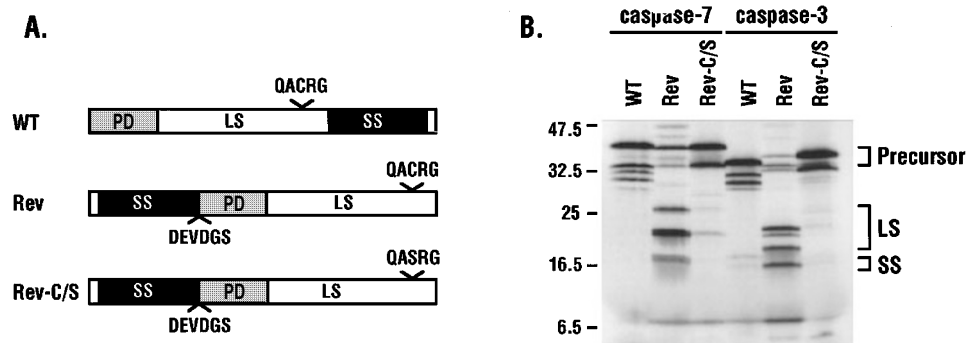 A.
WT
QACRG
PD LS SS
Rev
QACRG
SS PD LS
DEVDGS
Rev-C/S
QASRG
SS PD LS
DEVDGS
B.
caspase-7 caspase-3
WT Rev Rev-C/S WT Rev Rev-C/S
47.5
32.5
25
16.5
6.5
Precursor
LS
SS